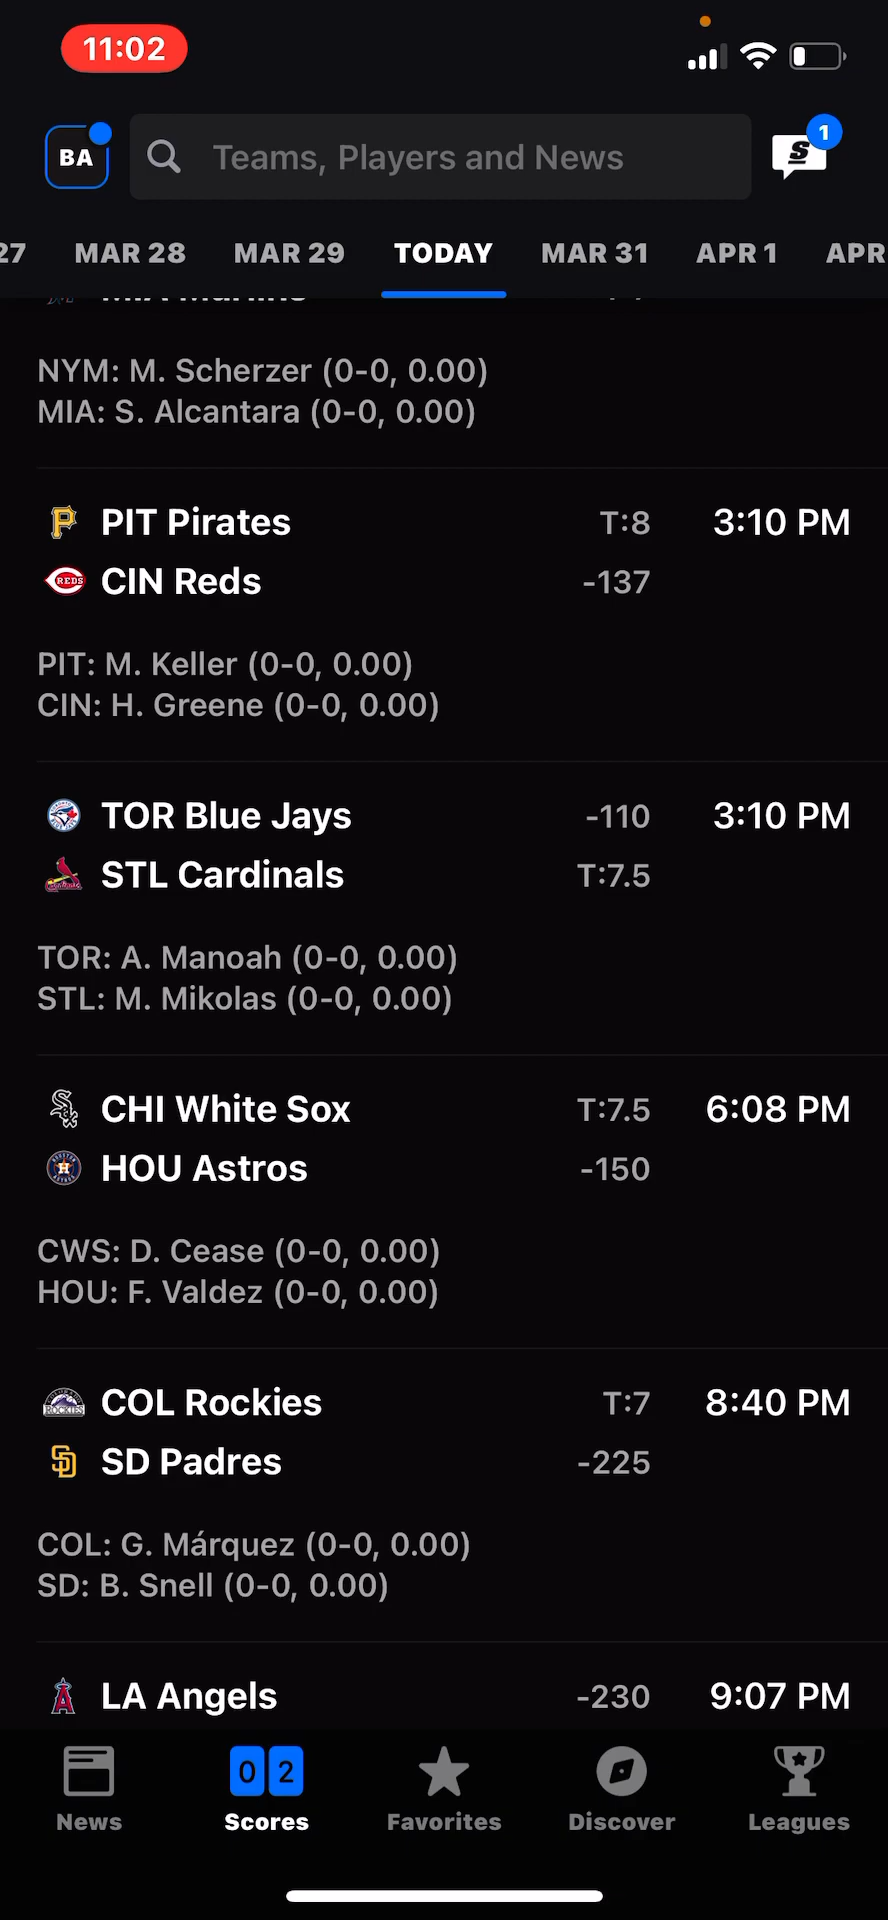 11:02
BA
Teams, Players and News
S
1
27 MAR 28 MAR 29 TODAY MAR 31 APR 1 APR
MIA Marlins
NYM: M. Scherzer (0-0, 0.00)
MIA: S. Alcantara (0-0, 0.00)
PIT Pirates T:8 3:10 PM
CIN Reds -137
PIT: M. Keller (0-0, 0.00)
CIN: H. Greene (0-0, 0.00)
TOR Blue Jays -110 3:10 PM
STL Cardinals T:7.5
TOR: A. Manoah (0-0, 0.00)
STL: M. Mikolas (0-0, 0.00)
CHI White Sox T:7.5 6:08 PM
HOU Astros -150
CWS: D. Cease (0-0, 0.00)
HOU: F. Valdez (0-0, 0.00)
COL Rockies T:7 8:40 PM
SD Padres -225
COL: G. Márquez (0-0, 0.00)
SD: B. Snell (0-0, 0.00)
LA Angels -230 9:07 PM
0 2
News Scores Favorites Discover Leagues